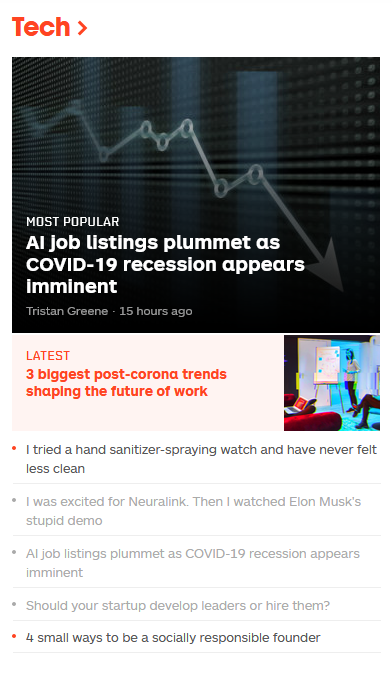 Tech >
MOST POPULAR
AI job listings plummet as
COVID-19 recession appears
imminent
Tristan Greene · 15 hours ago
LATEST
3 biggest post-corona trends
shaping the future of work
• I tried a hand sanitizer-spraying watch and have never felt
less clean
• I was excited for Neuralink. Then I watched Elon Musk's
stupid demo
• AI job listings plummet as COVID-19 recession appears
imminent
• Should your startup develop leaders or hire them?
• 4 small ways to be a socially responsible founder